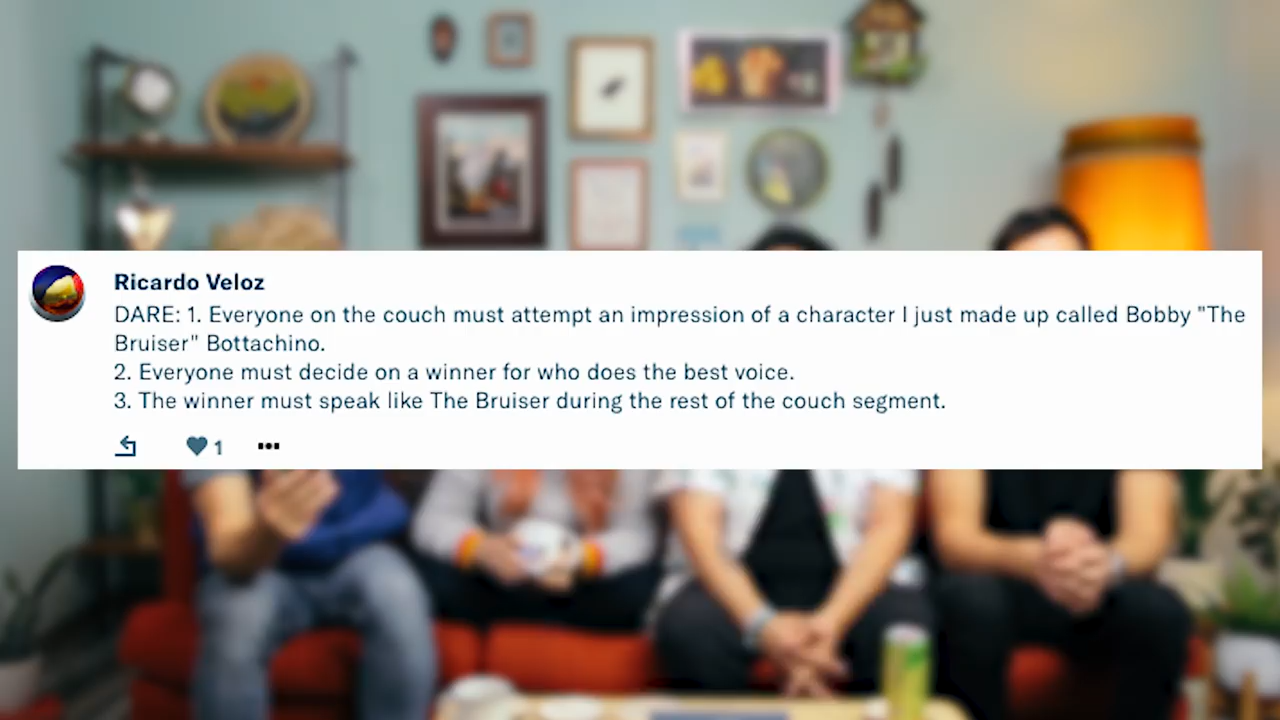 Ricardo Veloz
DARE: 1. Everyone on the couch must attempt an impression of a character I just made up called Bobby "The
Bruiser" Bottachino.
2. Everyone must decide on a winner for who does the best voice.
3. The winner must speak like The Bruiser during the rest of the couch segment.
1